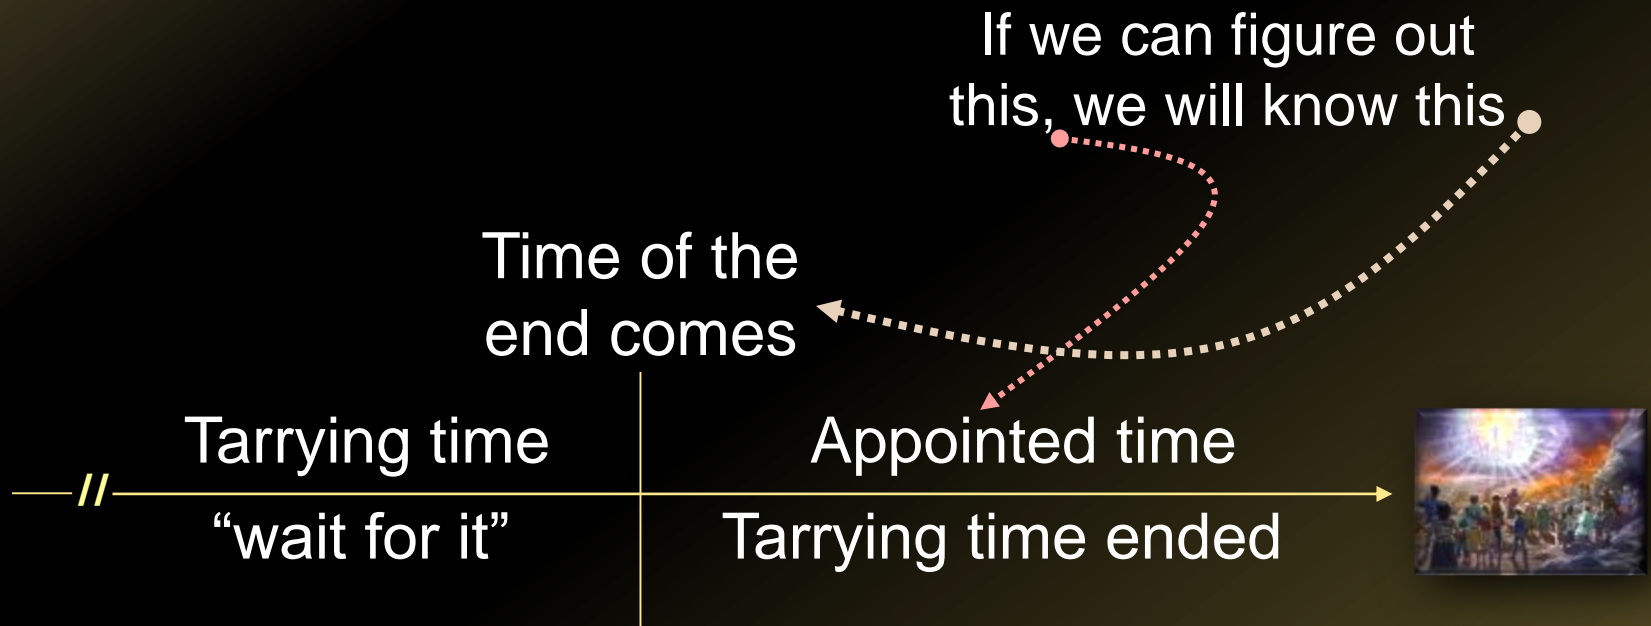 If we can figure out
this, we will know this
Time of the
end comes
Tarrying time
Appointed time
//
“wait for it”
Tarrying time ended